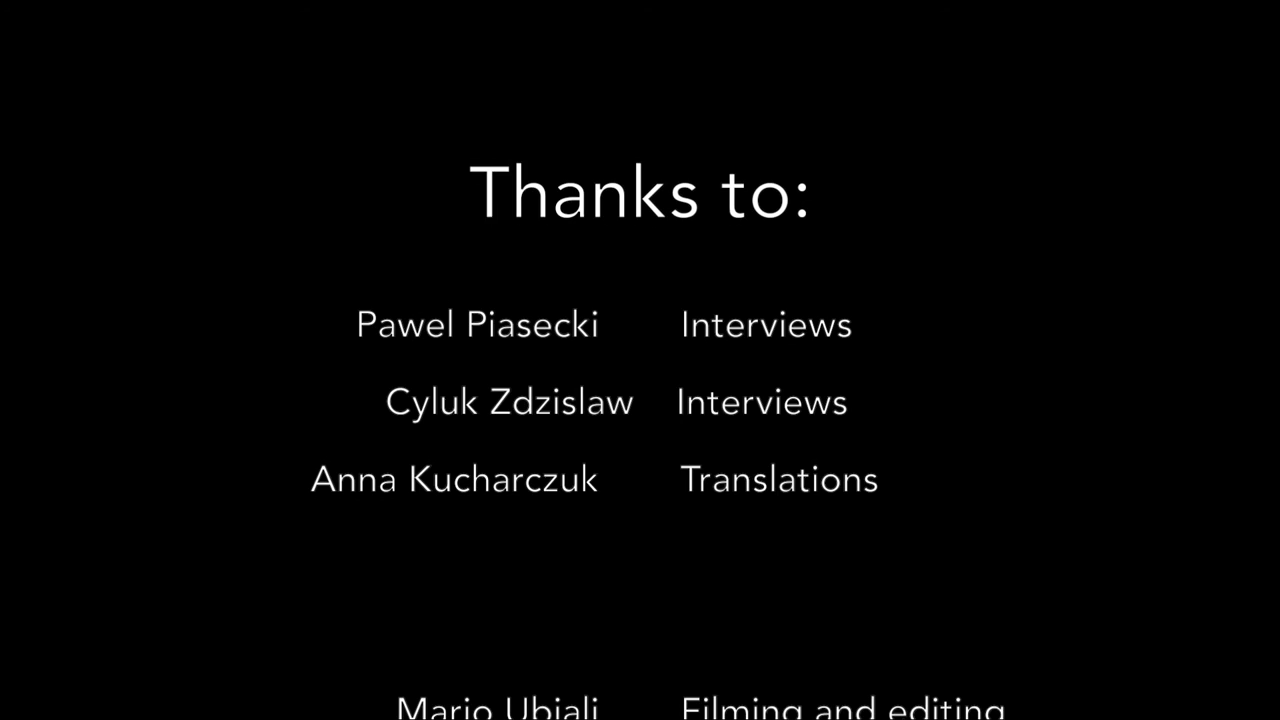 Thanks to:
Pawel Piasecki Interviews
Cyluk Zdzislaw Interviews
Anna Kucharczuk Translations
Mario Ubiali Filming and editing